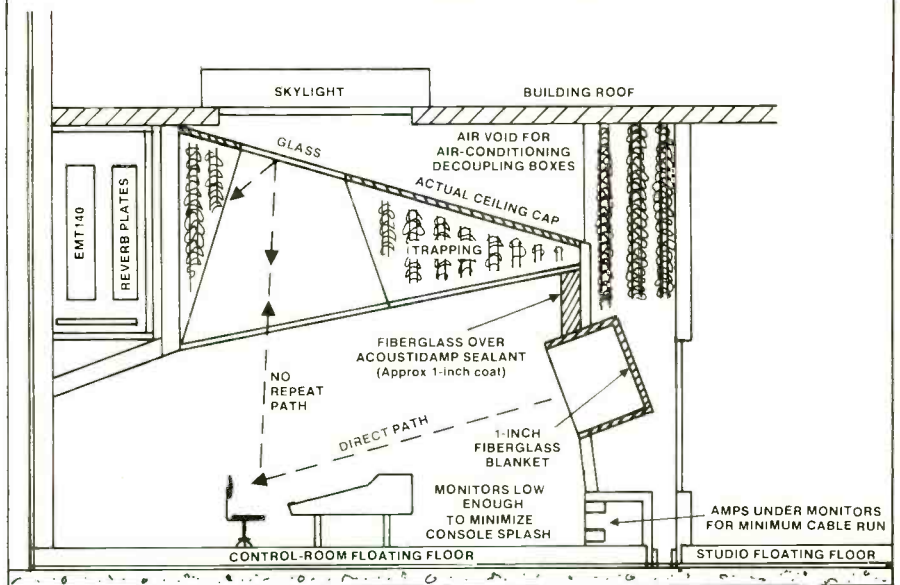 SKYLIGHT
BUILDING ROOF
GLASS
AIR VOID FOR
AIR-CONDITIONING
DECOUPLING BOXES
ACTUAL CEILING CAP
EMT 140
REVERB PLATES
TRAPPING
FIBERGLASS OVER
ACOUSTIDAMP SEALANT
(Approx 1-inch coat)
NO
REPEAT
PATH
DIRECT PATH
1-INCH
FIBERGLASS
BLANKET
MONITORS LOW
ENOUGH
TO MINIMIZE
CONSOLE SPLASH
AMPS UNDER MONITORS
FOR MINIMUM CABLE RUN
CONTROL-ROOM FLOATING FLOOR
STUDIO FLOATING FLOOR